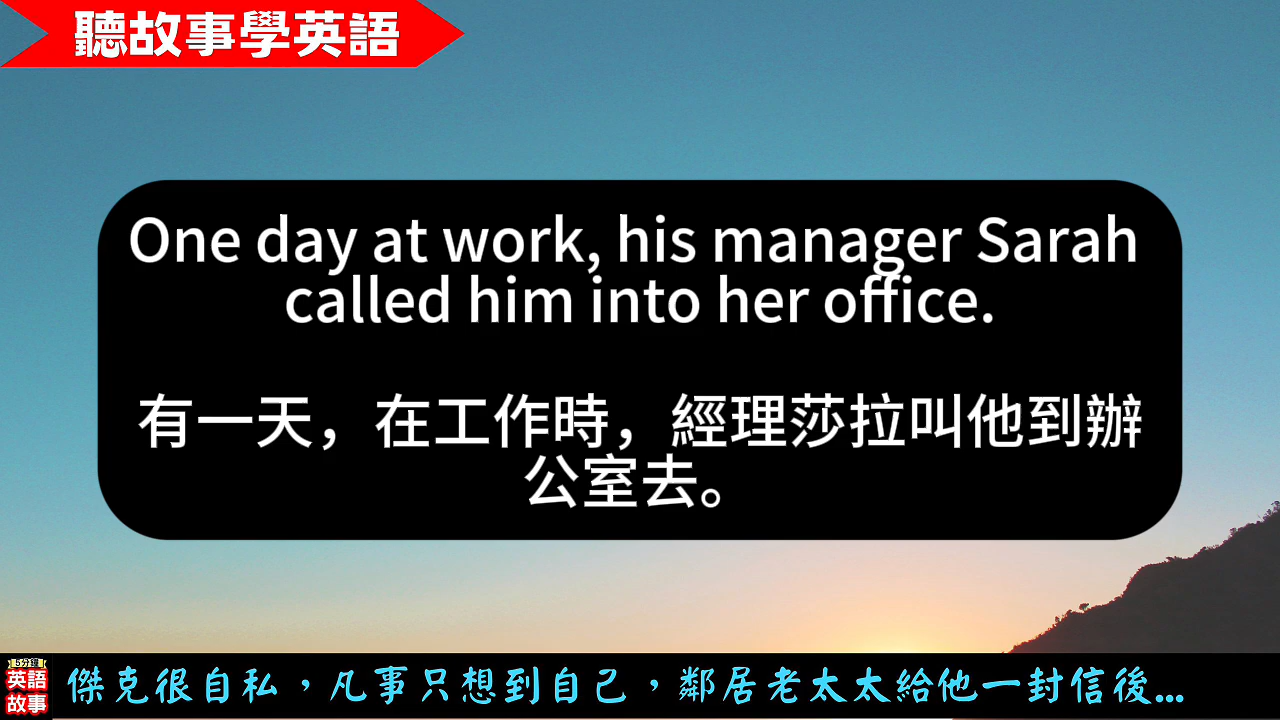 聽故事學英語
One day at work, his manager Sarah
called him into her office.
有一天，在工作時，經理莎拉叫他到辦
公室去。
5分鐘
英語
故事
傑克很自私，凡事只想到自己，鄰居老太太給他一封信後...